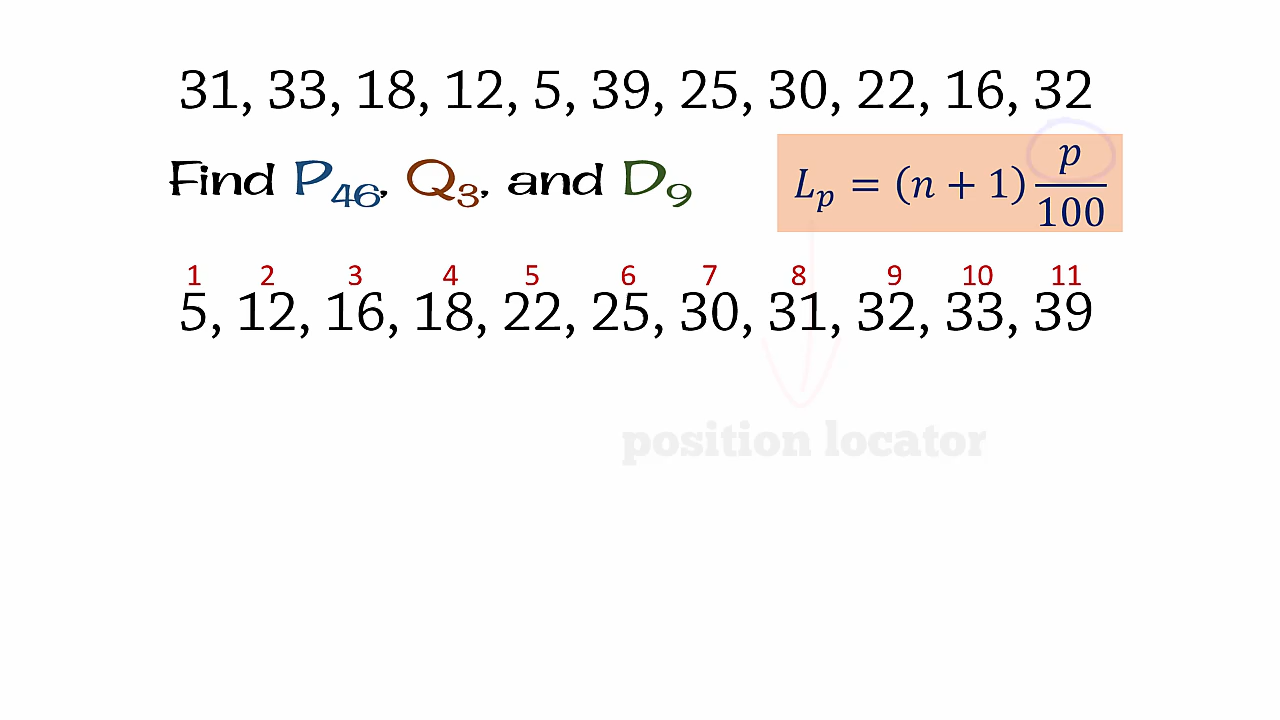 31, 33, 18, 12, 5, 39, 25, 30, 22, 16, 32
Find P₄₆, Q₃, and D₉
Lₚ = (n + 1) p/100
1 2 3 4 5 6 7 8 9 10 11
5, 12, 16, 18, 22, 25, 30, 31, 32, 33, 39
position locator